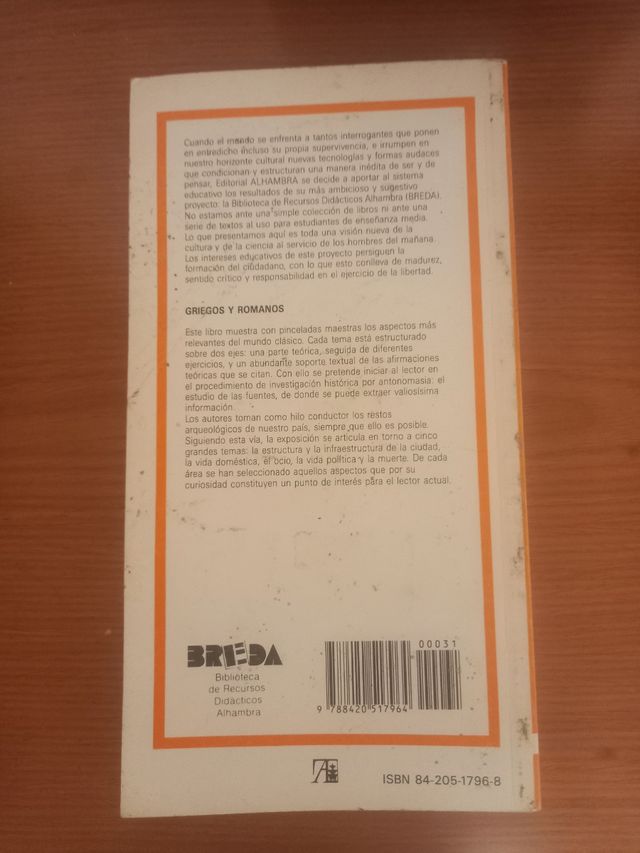 Cuando el mundo se enfrenta a tantos interrogantes que ponen
en entredicho incluso su propia supervivencia, e irrumpen en
nuestro horizonte cultural nuevas tecnologías y formas audaces
que condicionan y estructuran una manera inédita de ser y de
pensar, Editorial ALHAMBRA se decide a aportar al sistema
educativo los resultados de su más ambicioso y sugestivo
proyecto: la Biblioteca de Recursos Didácticos Alhambra (BREDA).
No estamos ante una simple colección de libros ni ante una
serie de textos al uso para estudiantes de enseñanza media.
Lo que presentamos aquí es toda una visión nueva de la
cultura y de la ciencia al servicio de los hombres del mañana.
Los intereses educativos de este proyecto persiguen la
formación del ciudadano, con lo que esto conlleva de madurez,
sentido crítico y responsabilidad en el ejercicio de la libertad.
GRIEGOS Y ROMANOS
Este libro muestra con pinceladas maestras los aspectos más
relevantes del mundo clásico. Cada tema está estructurado
sobre dos ejes: una parte teórica, seguida de diferentes
ejercicios, y un abundante soporte textual de las afirmaciones
teóricas que se citan. Con ello se pretende iniciar al lector en
el procedimiento de investigación histórica por antonomasia: el
estudio de las fuentes, de donde se puede extraer valiosísima
información.
Los autores toman como hilo conductor los restos
arqueológicos de nuestro país, siempre que ello es posible.
Siguiendo esta vía, la exposición se articula en torno a cinco
grandes temas: la estructura y la infraestructura de la ciudad,
la vida doméstica, el ocio, la vida política y la muerte. De cada
área se han seleccionado aquellos aspectos que por su
curiosidad constituyen un punto de interés para el lector actual.
BREDA
Biblioteca
de Recursos
Didácticos
Alhambra
00031
9 788420 517964
A
ISBN 84-205-1796-8